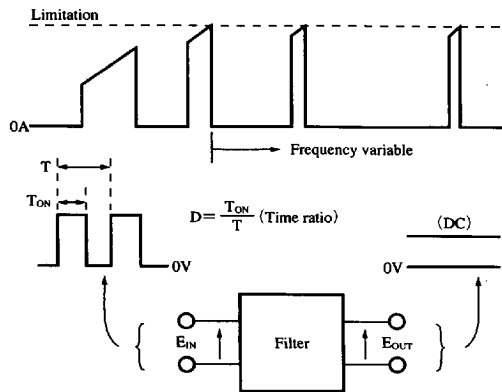 Limitation
0A
Frequency variable
T
TON
D= TON/T (Time ratio)
0V
(DC)
0V
EIN
Filter
EOUT